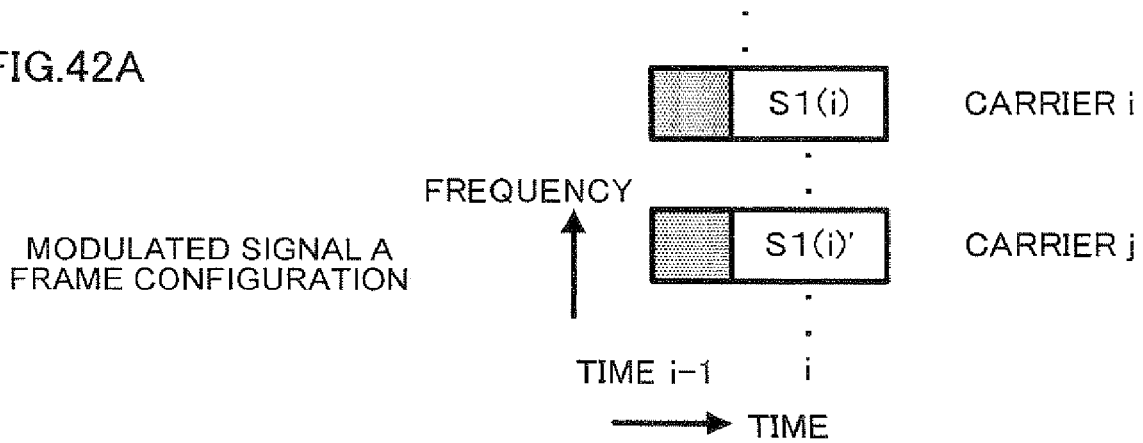 FIG.42A
S1(i) CARRIER i
FREQUENCY
MODULATED SIGNAL A
FRAME CONFIGURATION
S1(i)' CARRIER j
TIME i-1 i
TIME